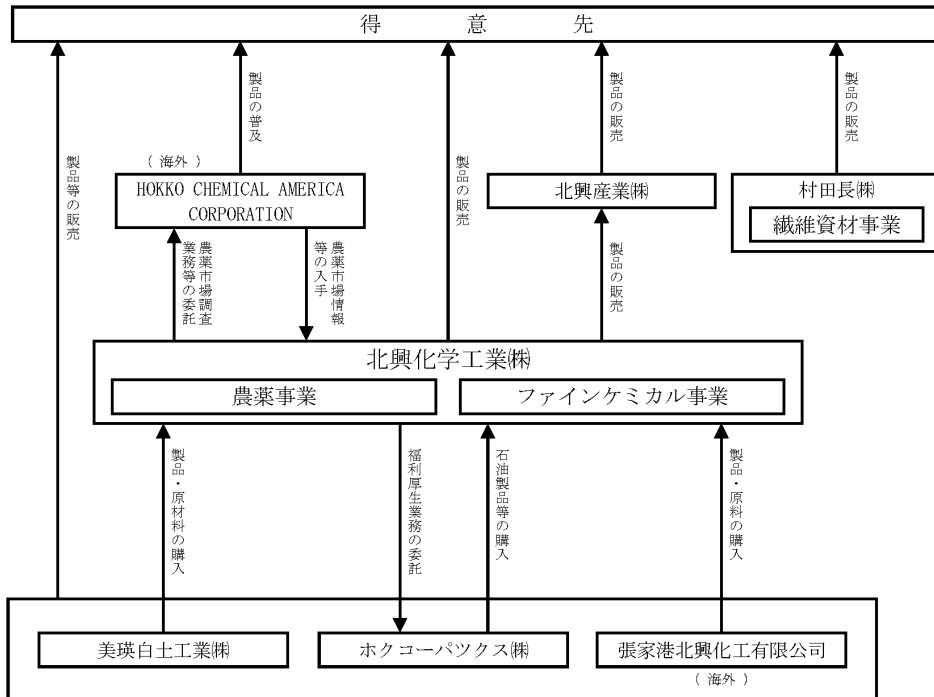 得意先
製品等の販売
製品の普及
製品の販売
製品の販売
製品の販売
(海外)
HOKKO CHEMICAL AMERICA
CORPORATION
北興産業㈱
村田長㈱
繊維資材事業
農薬市場調査
業務等の委託
農薬市場情報
等の入手
製品の販売
北興化学工業㈱
農薬事業
ファインケミカル事業
製品・原材料の購入
福利厚生業務の委託
石油製品等の購入
製品・原料の購入
美瑛白土工業㈱
ホクコーパツクス㈱
張家港北興化工有限公司
(海外)